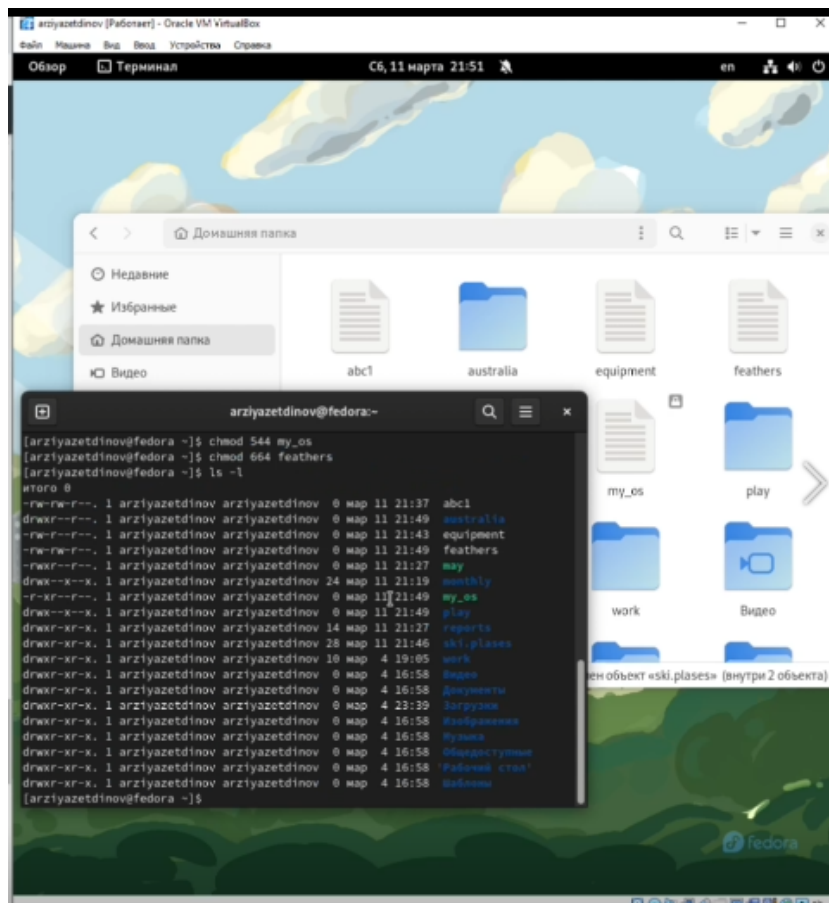 arziyazetdinov [Работает] - Oracle VM VirtualBox
Файл Машина Вид Ввод Устройства Справка
Обзор Терминал Сб, 11 марта 21:51 en
Домашняя папка
Недавние
Избранные
Домашняя папка
Видео
abc1 australia equipment feathers
my_os play
work Видео
ен объект «ski.plases» (внутри 2 объекта)
arziyazetdinov@fedora:~
[arziyazetdinov@fedora ~]$ chmod 544 my_os
[arziyazetdinov@fedora ~]$ chmod 664 feathers
[arziyazetdinov@fedora ~]$ ls -l
итого 0
-rw-rw-r--. 1 arziyazetdinov arziyazetdinov 0 мар 11 21:37 abc1
drwxr--r--. 1 arziyazetdinov arziyazetdinov 0 мар 11 21:49 australia
-rw-r--r--. 1 arziyazetdinov arziyazetdinov 0 мар 11 21:43 equipment
-rw-rw-r--. 1 arziyazetdinov arziyazetdinov 0 мар 11 21:49 feathers
-rwxr--r--. 1 arziyazetdinov arziyazetdinov 0 мар 11 21:27 may
drwx--x--x. 1 arziyazetdinov arziyazetdinov 24 мар 11 21:19 monthly
-r-xr--r--. 1 arziyazetdinov arziyazetdinov 0 мар 11 21:49 my_os
drwx--x--x. 1 arziyazetdinov arziyazetdinov 0 мар 11 21:49 play
drwxr-xr-x. 1 arziyazetdinov arziyazetdinov 14 мар 11 21:27 reports
drwxr-xr-x. 1 arziyazetdinov arziyazetdinov 28 мар 11 21:46 ski.plases
drwxr-xr-x. 1 arziyazetdinov arziyazetdinov 10 мар 4 19:05 work
drwxr-xr-x. 1 arziyazetdinov arziyazetdinov 0 мар 4 16:58 Видео
drwxr-xr-x. 1 arziyazetdinov arziyazetdinov 0 мар 4 16:58 Документы
drwxr-xr-x. 1 arziyazetdinov arziyazetdinov 0 мар 4 23:39 Загрузки
drwxr-xr-x. 1 arziyazetdinov arziyazetdinov 0 мар 4 16:58 Изображения
drwxr-xr-x. 1 arziyazetdinov arziyazetdinov 0 мар 4 16:58 Музыка
drwxr-xr-x. 1 arziyazetdinov arziyazetdinov 0 мар 4 16:58 Общедоступные
drwxr-xr-x. 1 arziyazetdinov arziyazetdinov 0 мар 4 16:58 'Рабочий стол'
drwxr-xr-x. 1 arziyazetdinov arziyazetdinov 0 мар 4 16:58 Шаблоны
[arziyazetdinov@fedora ~]$
fedora